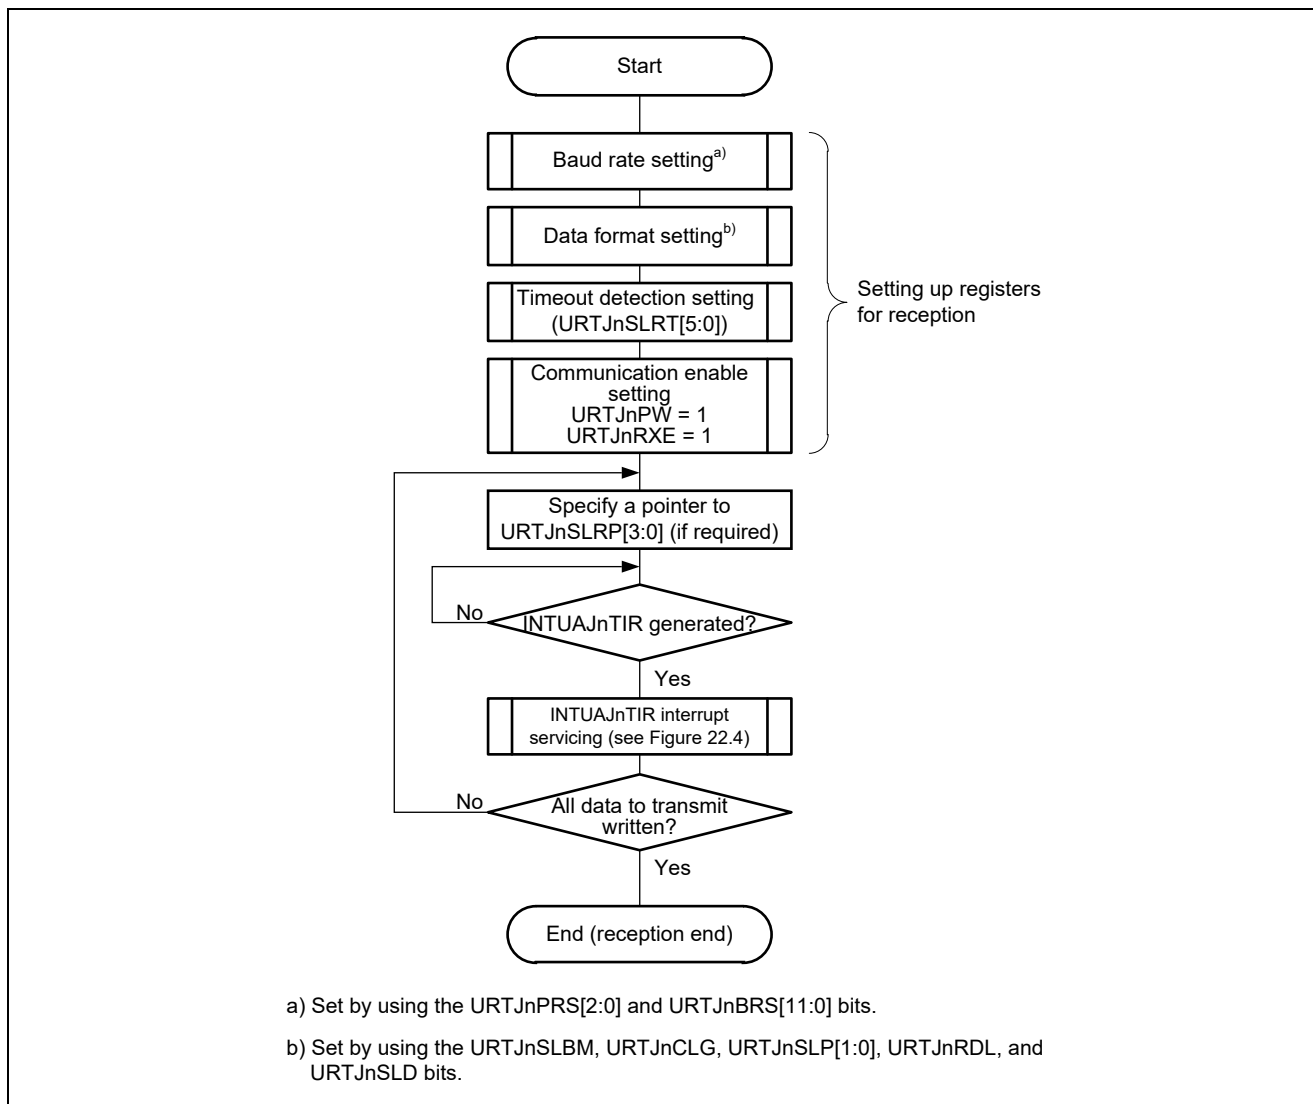 Start
Baud rate setting a)
Data format setting b)
Timeout detection setting
(URTJnSLRT[5:0])
Communication enable
setting
URTJnPW = 1
URTJnRXE = 1
Setting up registers
for reception
Specify a pointer to
URTJnSLRP[3:0] (if required)
No
INTUAJnTIR generated?
Yes
INTUAJnTIR interrupt
servicing (see Figure 22.4)
No
All data to transmit
written?
Yes
End (reception end)
a) Set by using the URTJnPRS[2:0] and URTJnBRS[11:0] bits.
b) Set by using the URTJnSLBM, URTJnCLG, URTJnSLP[1:0], URTJnRDL, and
URTJnSLD bits.